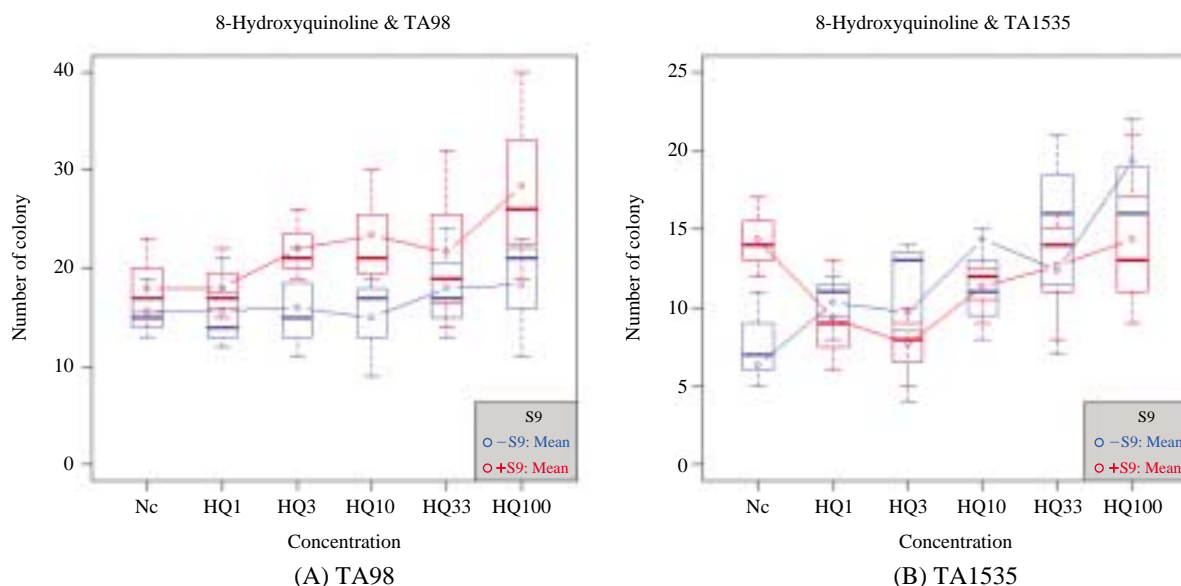 8-Hydroxyquinoline & TA98
40
30
20
10
0
Number of colony
Nc HQ1 HQ3 HQ10 HQ33 HQ100
Concentration
S9
−S9: Mean
+S9: Mean
(A) TA98
8-Hydroxyquinoline & TA1535
25
20
15
10
5
0
Number of colony
Nc HQ1 HQ3 HQ10 HQ33 HQ100
Concentration
S9
−S9: Mean
+S9: Mean
(B) TA1535